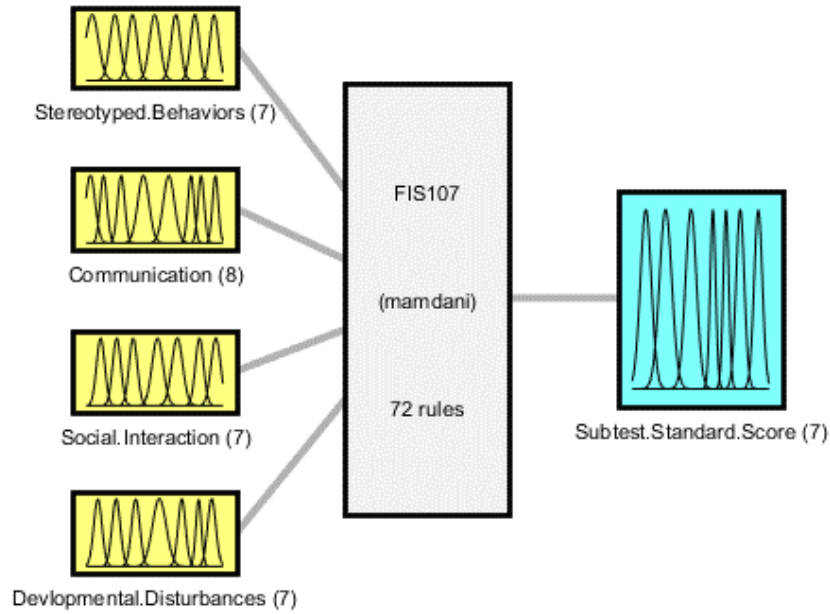 Stereotyped.Behaviors (7)
Communication (8)
Social.Interaction (7)
Devlopmental.Disturbances (7)
FIS107
(mamdani)
72 rules
Subtest.Standard.Score (7)